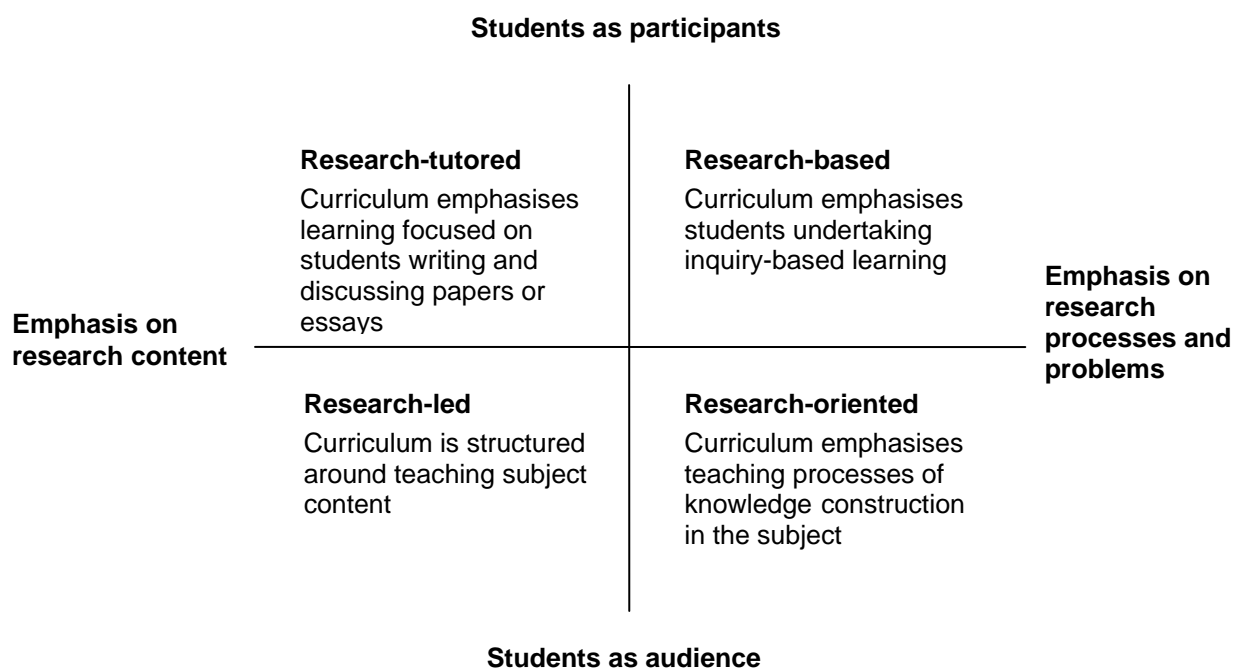 Students as participants
Research-tutored
Curriculum emphasises
learning focused on
students writing and
discussing papers or
essays
Research-based
Curriculum emphasises
students undertaking
inquiry-based learning
Emphasis on
research content
Emphasis on
research
processes and
problems
Research-led
Curriculum is structured
around teaching subject
content
Research-oriented
Curriculum emphasises
teaching processes of
knowledge construction
in the subject
Students as audience